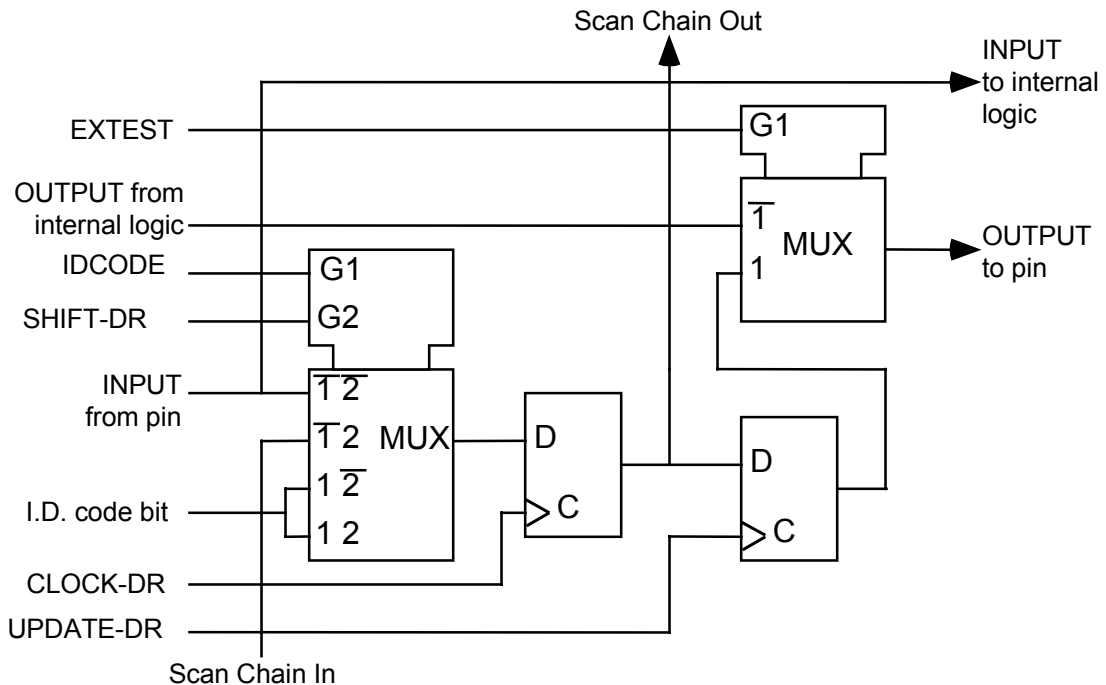 Scan Chain Out
INPUT
to internal
logic
EXTEST
G1
OUTPUT from
internal logic
1
MUX
1
OUTPUT
to pin
IDCODE
G1
SHIFT-DR
G2
INPUT
from pin
1̅ 2̅
1̅ 2
MUX
1 2̅
1 2
I.D. code bit
D
C
D
C
CLOCK-DR
UPDATE-DR
Scan Chain In